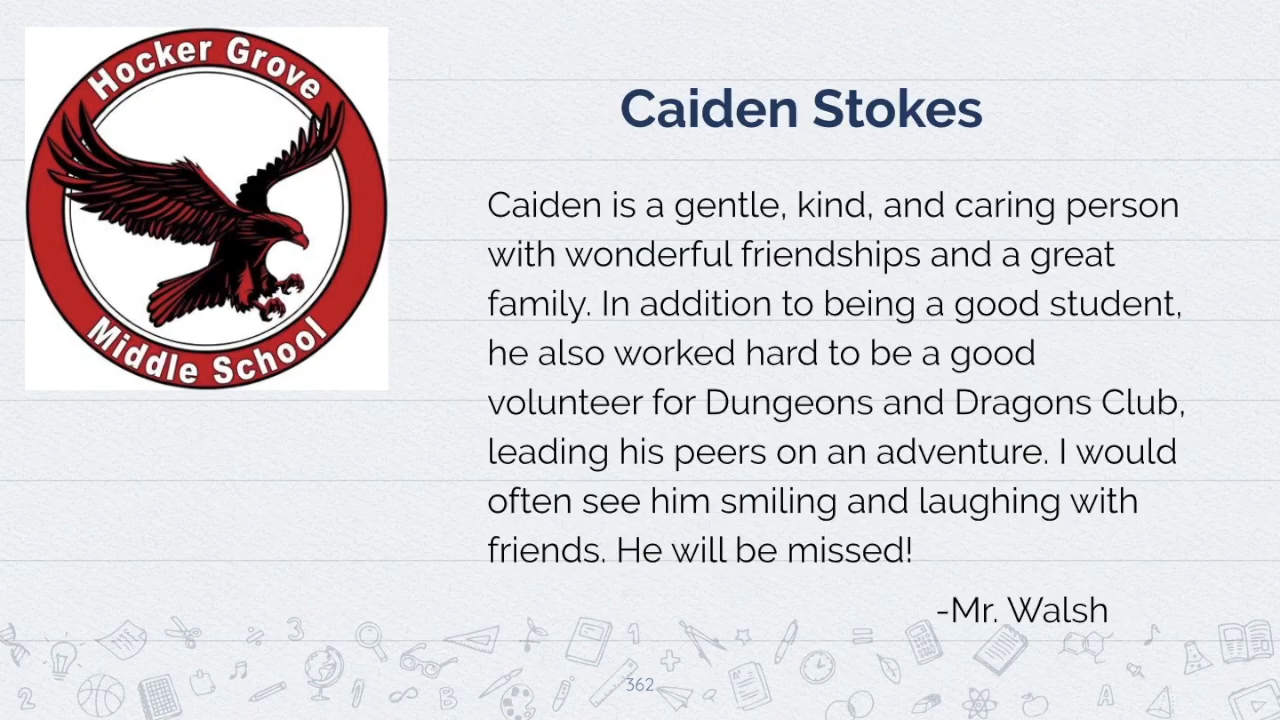 Hocker Grove
Middle School
Caiden Stokes
Caiden is a gentle, kind, and caring person
with wonderful friendships and a great
family. In addition to being a good student,
he also worked hard to be a good
volunteer for Dungeons and Dragons Club,
leading his peers on an adventure. I would
often see him smiling and laughing with
friends. He will be missed!
-Mr. Walsh
362